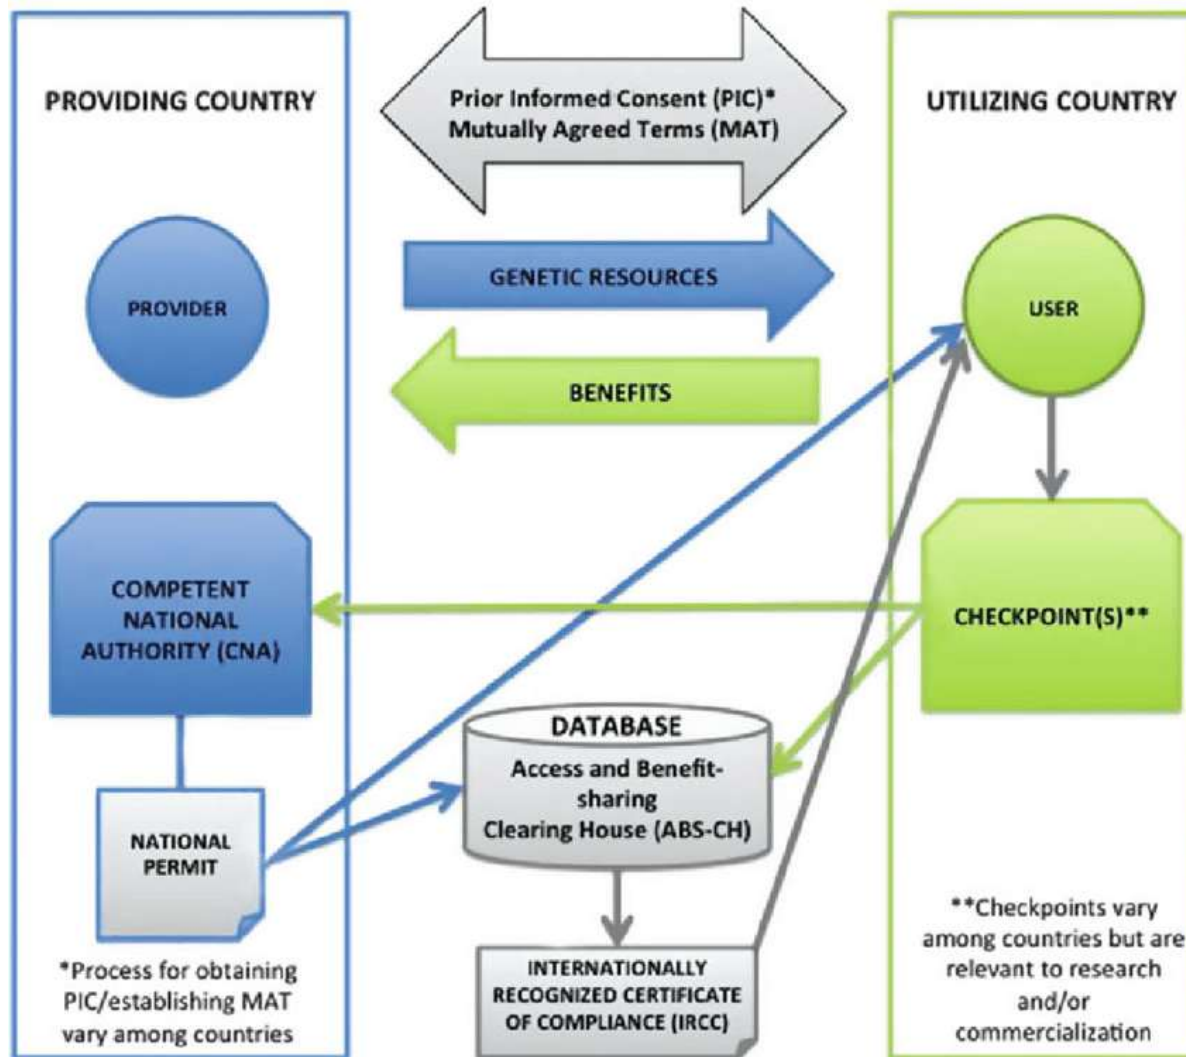 PROVIDING COUNTRY
Prior Informed Consent (PIC)*
Mutually Agreed Terms (MAT)
UTILIZING COUNTRY
PROVIDER
GENETIC RESOURCES
USER
BENEFITS
COMPETENT
NATIONAL
AUTHORITY (CNA)
CHECKPOINT(S)**
DATABASE
Access and Benefit-
sharing
Clearing House (ABS-CH)
NATIONAL
PERMIT
*Process for obtaining
PIC/establishing MAT
vary among countries
INTERNATIONALLY
RECOGNIZED CERTIFICATE
OF COMPLIANCE (IRCC)
**Checkpoints vary
among countries but are
relevant to research
and/or
commercialization